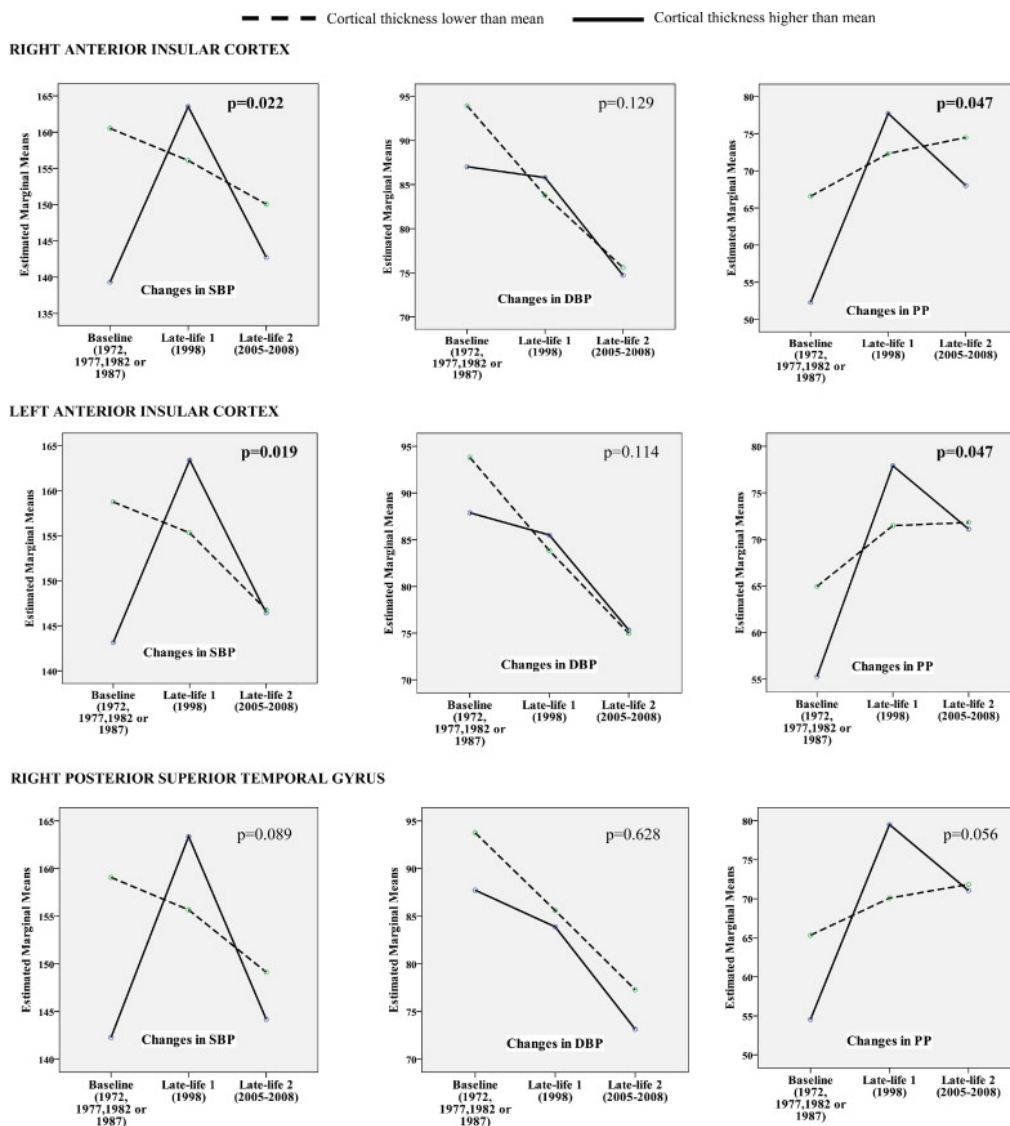 Cortical thickness lower than mean Cortical thickness higher than mean
RIGHT ANTERIOR INSULAR CORTEX
Estimated Marginal Means
165
160
155
150
145
140
135
p=0.022
Changes in SBP
Baseline
(1972,
1977,1982 or
1987)
Late-life 1
(1998)
Late-life 2
(2005-2008)
Estimated Marginal Means
95
90
85
80
75
70
p=0.129
Changes in DBP
Baseline
(1972,
1977,1982 or
1987)
Late-life 1
(1998)
Late-life 2
(2005-2008)
Estimated Marginal Means
80
75
70
65
60
55
50
p=0.047
Changes in PP
Baseline
(1972,
1977,1982 or
1987)
Late-life 1
(1998)
Late-life 2
(2005-2008)
LEFT ANTERIOR INSULAR CORTEX
Estimated Marginal Means
165
160
155
150
145
140
p=0.019
Changes in SBP
Baseline
(1972,
1977,1982 or
1987)
Late-life 1
(1998)
Late-life 2
(2005-2008)
Estimated Marginal Means
95
90
85
80
75
70
p=0.114
Changes in DBP
Baseline
(1972,
1977,1982 or
1987)
Late-life 1
(1998)
Late-life 2
(2005-2008)
Estimated Marginal Means
80
75
70
65
60
55
p=0.047
Changes in PP
Baseline
(1972,
1977,1982 or
1987)
Late-life 1
(1998)
Late-life 2
(2005-2008)
RIGHT POSTERIOR SUPERIOR TEMPORAL GYRUS
Estimated Marginal Means
165
160
155
150
145
140
p=0.089
Changes in SBP
Baseline
(1972,
1977,1982 or
1987)
Late-life 1
(1998)
Late-life 2
(2005-2008)
Estimated Marginal Means
95
90
85
80
75
70
p=0.628
Changes in DBP
Baseline
(1972,
1977,1982 or
1987)
Late-life 1
(1998)
Late-life 2
(2005-2008)
Estimated Marginal Means
80
75
70
65
60
55
50
p=0.056
Changes in PP
Baseline
(1972,
1977,1982 or
1987)
Late-life 1
(1998)
Late-life 2
(2005-2008)